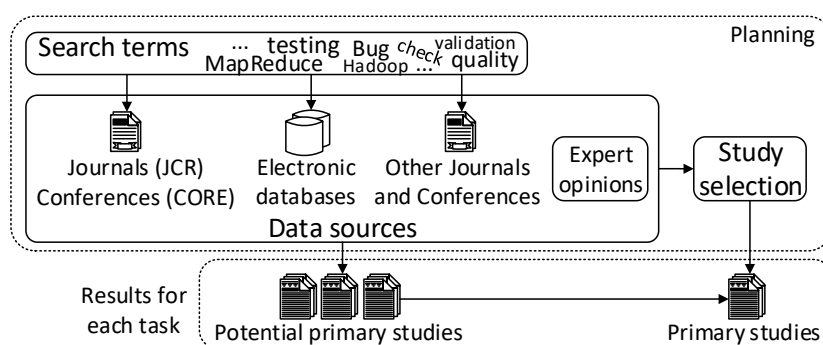 Planning
Search terms ... testing Bug check validation
MapReduce Hadoop ... quality
Journals (JCR)
Conferences (CORE)
Electronic
databases
Other Journals
and Conferences
Expert
opinions
Study
selection
Data sources
Results for
each task
Potential primary studies
Primary studies